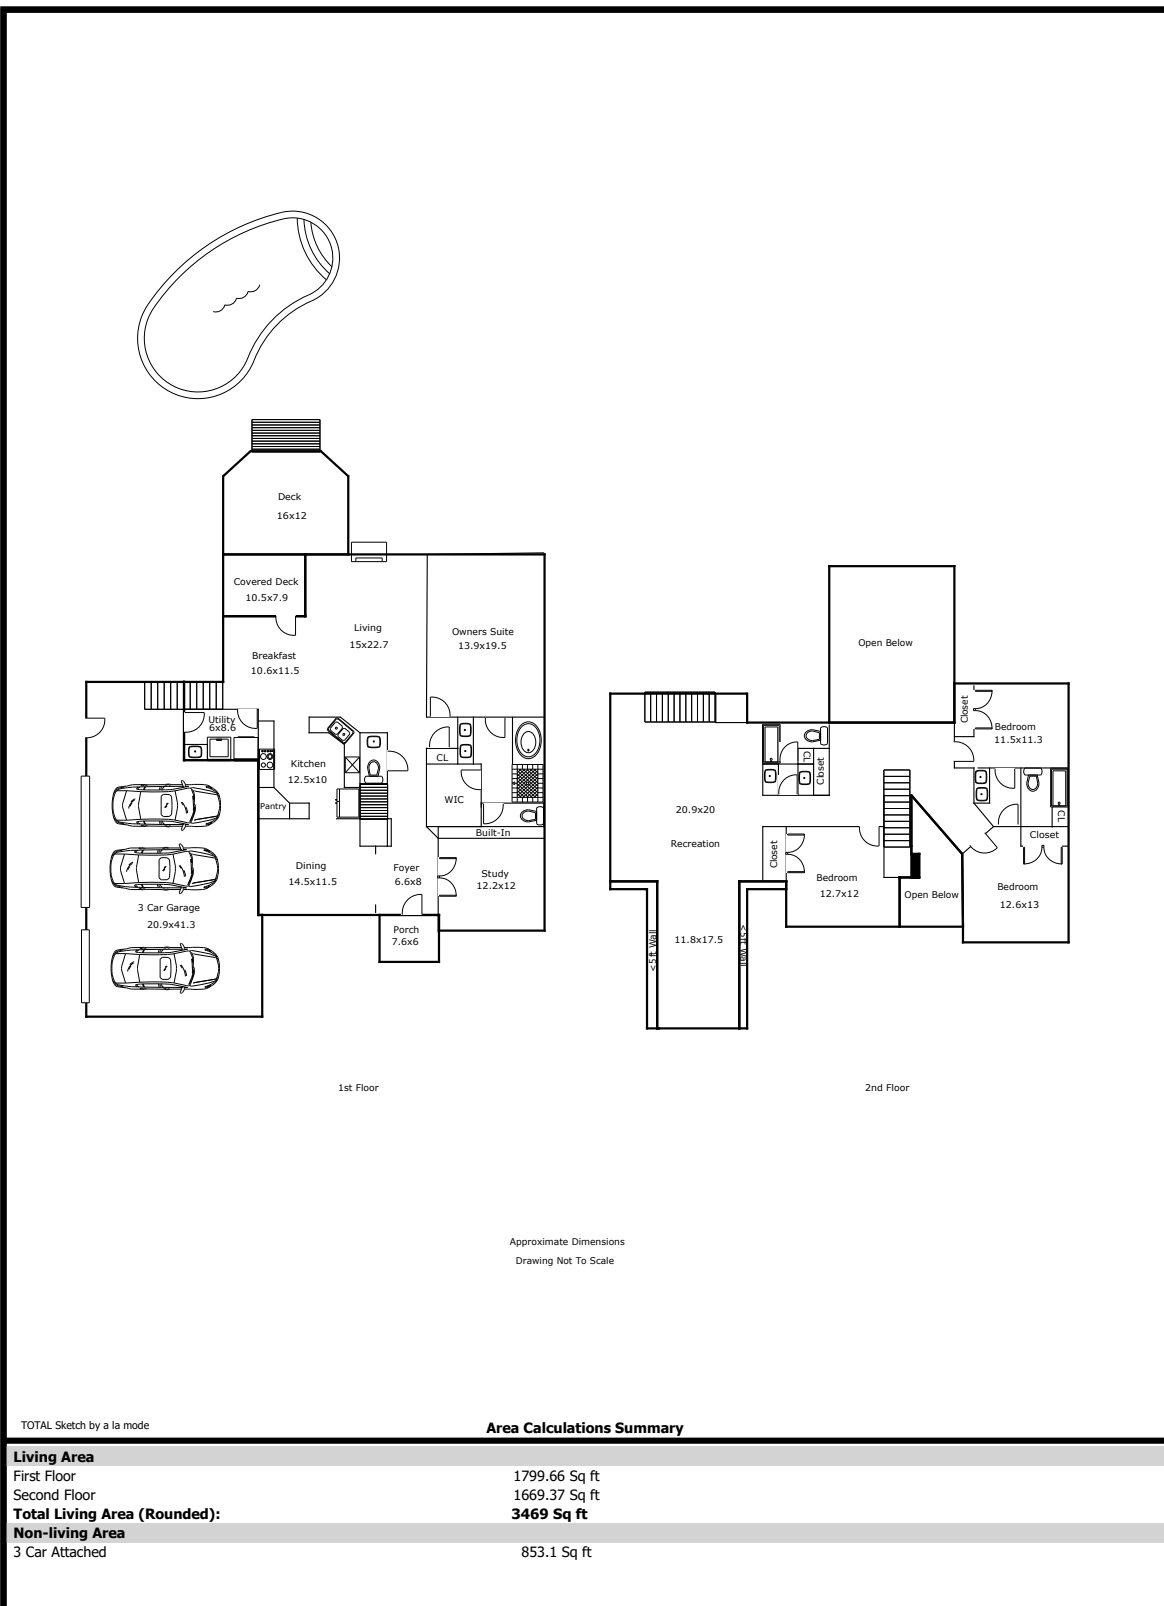 Deck
16x12
Covered Deck
10.5x7.9
Living
15x22.7
Owners Suite
13.9x19.5
Breakfast
10.6x11.5
Utility
6x8.6
Kitchen
12.5x10
Pantry
CL
WIC
Built-In
Dining
14.5x11.5
Foyer
6.6x8
Study
12.2x12
3 Car Garage
20.9x41.3
Porch
7.6x6
1st Floor
Open Below
Closet
Bedroom
11.5x11.3
CL
Closet
20.9x20
Recreation
CL
Closet
Closet
Bedroom
12.7x12
Open Below
Bedroom
12.6x13
<5 ft Wall
11.8x17.5
<5ft Wall
2nd Floor
Approximate Dimensions
Drawing Not To Scale
TOTAL Sketch by a la mode
Area Calculations Summary
Living Area
First Floor 1799.66 Sq ft
Second Floor 1669.37 Sq ft
Total Living Area (Rounded): 3469 Sq ft
Non-living Area
3 Car Attached 853.1 Sq ft